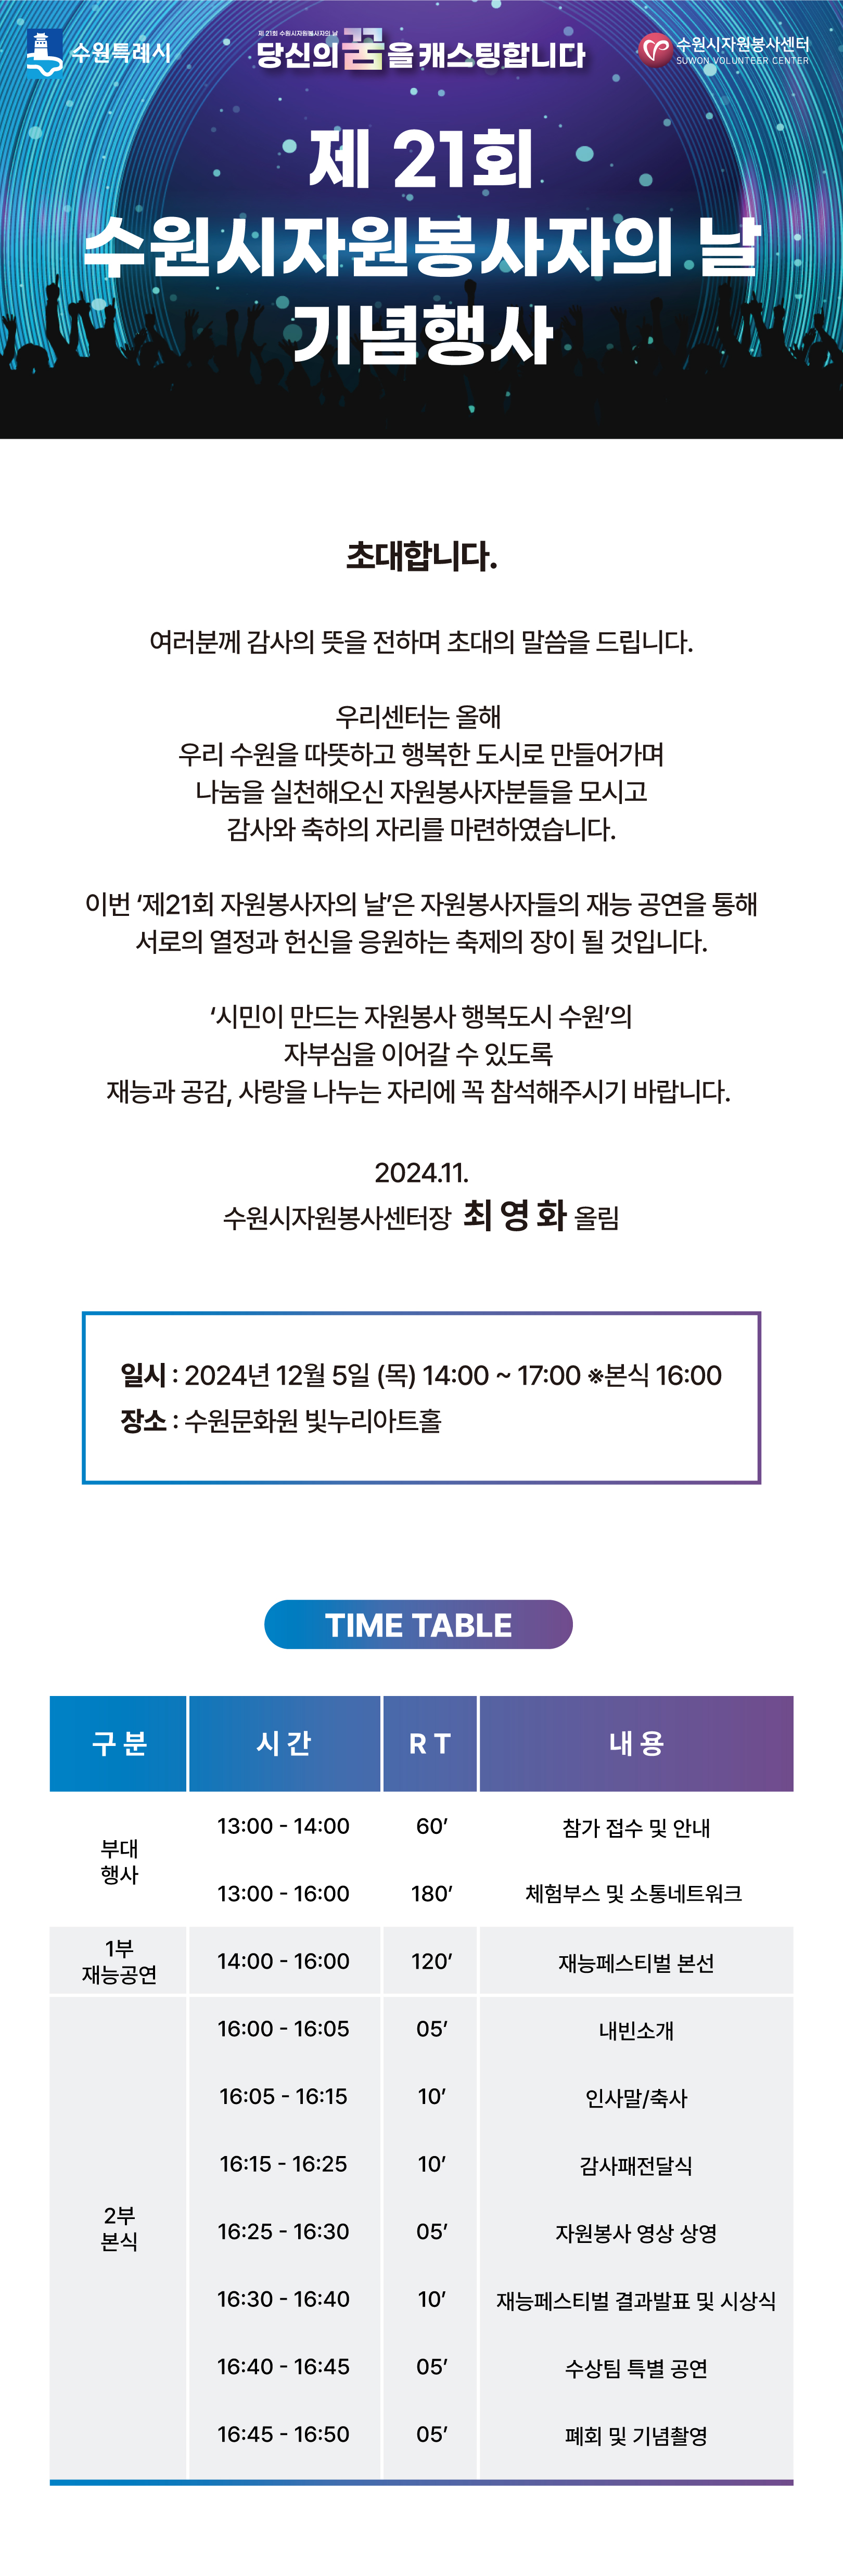 수원특례시
제 21회 수원시자원봉사자의 날
당신의 꿈을 캐스팅합니다
수원시자원봉사센터
SUWON VOLUNTEER CENTER
제 21회
수원시자원봉사자의 날
기념행사
초대합니다.
여러분께 감사의 뜻을 전하며 초대의 말씀을 드립니다.
우리센터는 올해
우리 수원을 따뜻하고 행복한 도시로 만들어가며
나눔을 실천해오신 자원봉사자분들을 모시고
감사와 축하의 자리를 마련하였습니다.
이번 ‘제21회 자원봉사자의 날’은 자원봉사자들의 재능 공연을 통해
서로의 열정과 헌신을 응원하는 축제의 장이 될 것입니다.
‘시민이 만드는 자원봉사 행복도시 수원’의
자부심을 이어갈 수 있도록
재능과 공감, 사랑을 나누는 자리에 꼭 참석해주시기 바랍니다.
2024.11.
수원시자원봉사센터장 최 영 화 올림
일시 : 2024년 12월 5일 (목) 14:00 ~ 17:00 ※본식 16:00
장소 : 수원문화원 빛누리아트홀
TIME TABLE
구 분 시 간 R T 내 용
부대
행사
13:00 - 14:00 60’ 참가 접수 및 안내
13:00 - 16:00 180’ 체험부스 및 소통네트워크
1부
재능공연
14:00 - 16:00 120’ 재능페스티벌 본선
2부
본식
16:00 - 16:05 05’ 내빈소개
16:05 - 16:15 10’ 인사말/축사
16:15 - 16:25 10’ 감사패전달식
16:25 - 16:30 05’ 자원봉사 영상 상영
16:30 - 16:40 10’ 재능페스티벌 결과발표 및 시상식
16:40 - 16:45 05’ 수상팀 특별 공연
16:45 - 16:50 05’ 폐회 및 기념촬영